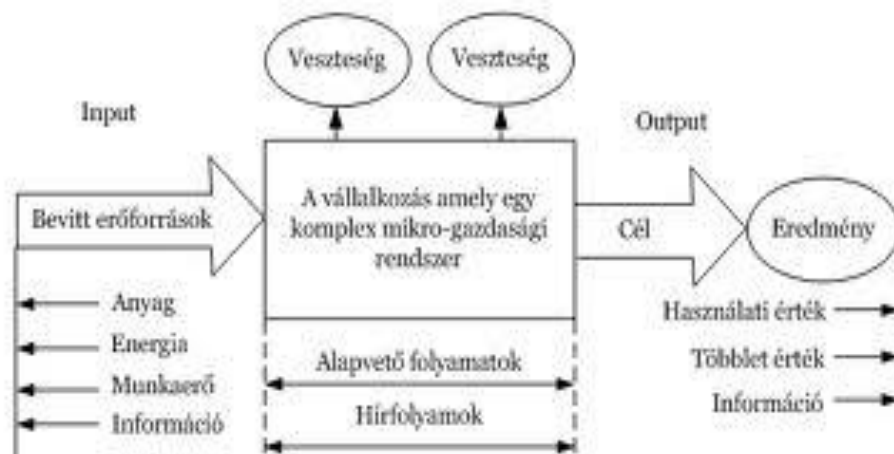 Veszteség
Veszteség
Input
Output
Bevitt erőforrások
A vállalkozás amely egy
komplex mikro-gazdasági
rendszer
Cél
Eredmény
Anyag
Energia
Munkaerő
Információ
Alapvető folyamatok
Hírfolyamok
Használati érték
Többlet érték
Információ